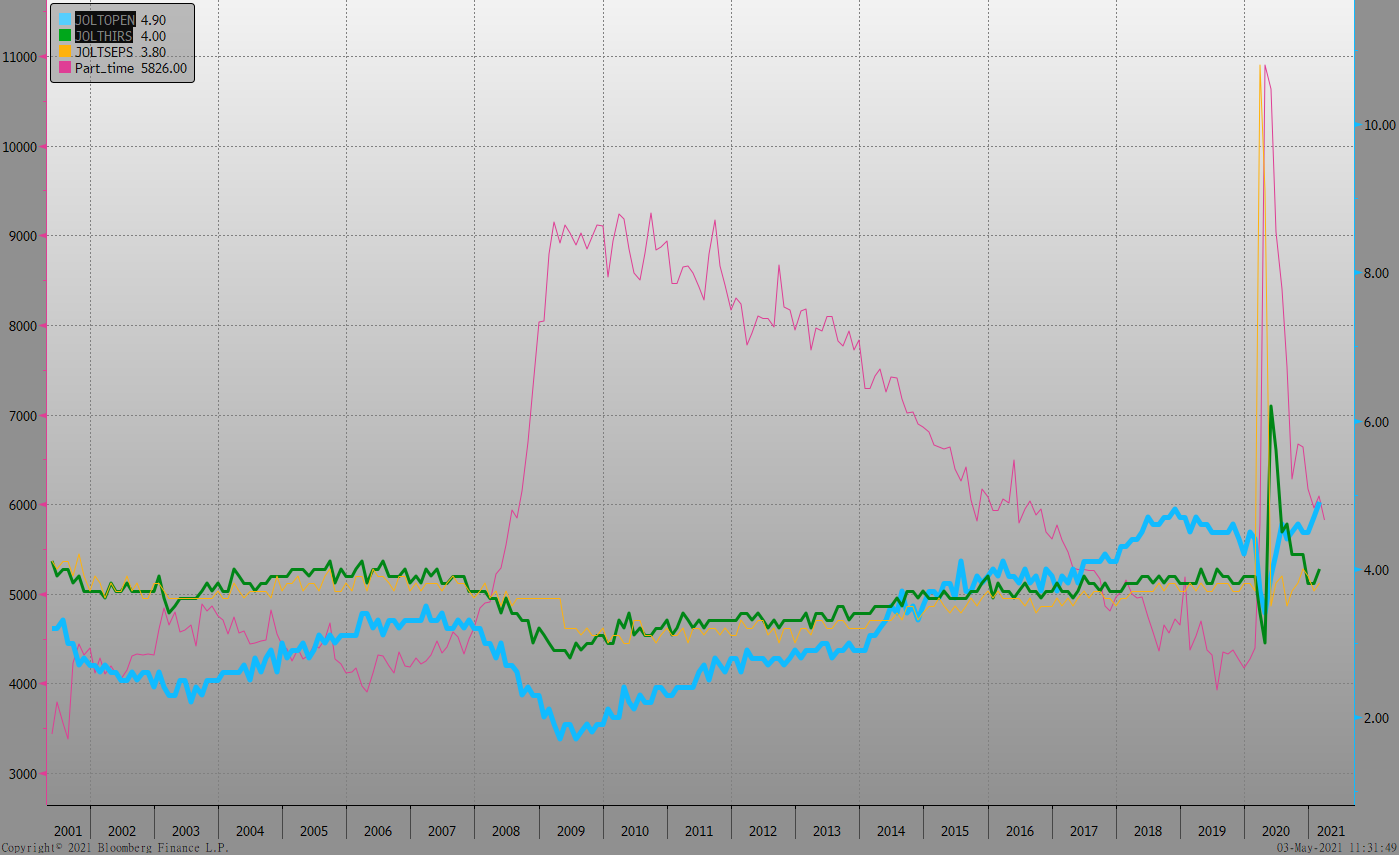 JOLTOPEN 4.90
JOLTHIRS 4.00
JOLTSEPS 3.80
Part_time 5826.00
11000
10000
9000
8000
7000
6000
5000
4000
3000
10.00
8.00
6.00
4.00
2.00
2001 2002 2003 2004 2005 2006 2007 2008 2009 2010 2011 2012 2013 2014 2015 2016 2017 2018 2019 2020 2021
Copyright© 2021 Bloomberg Finance L.P. 03-May-2021 11:31:49